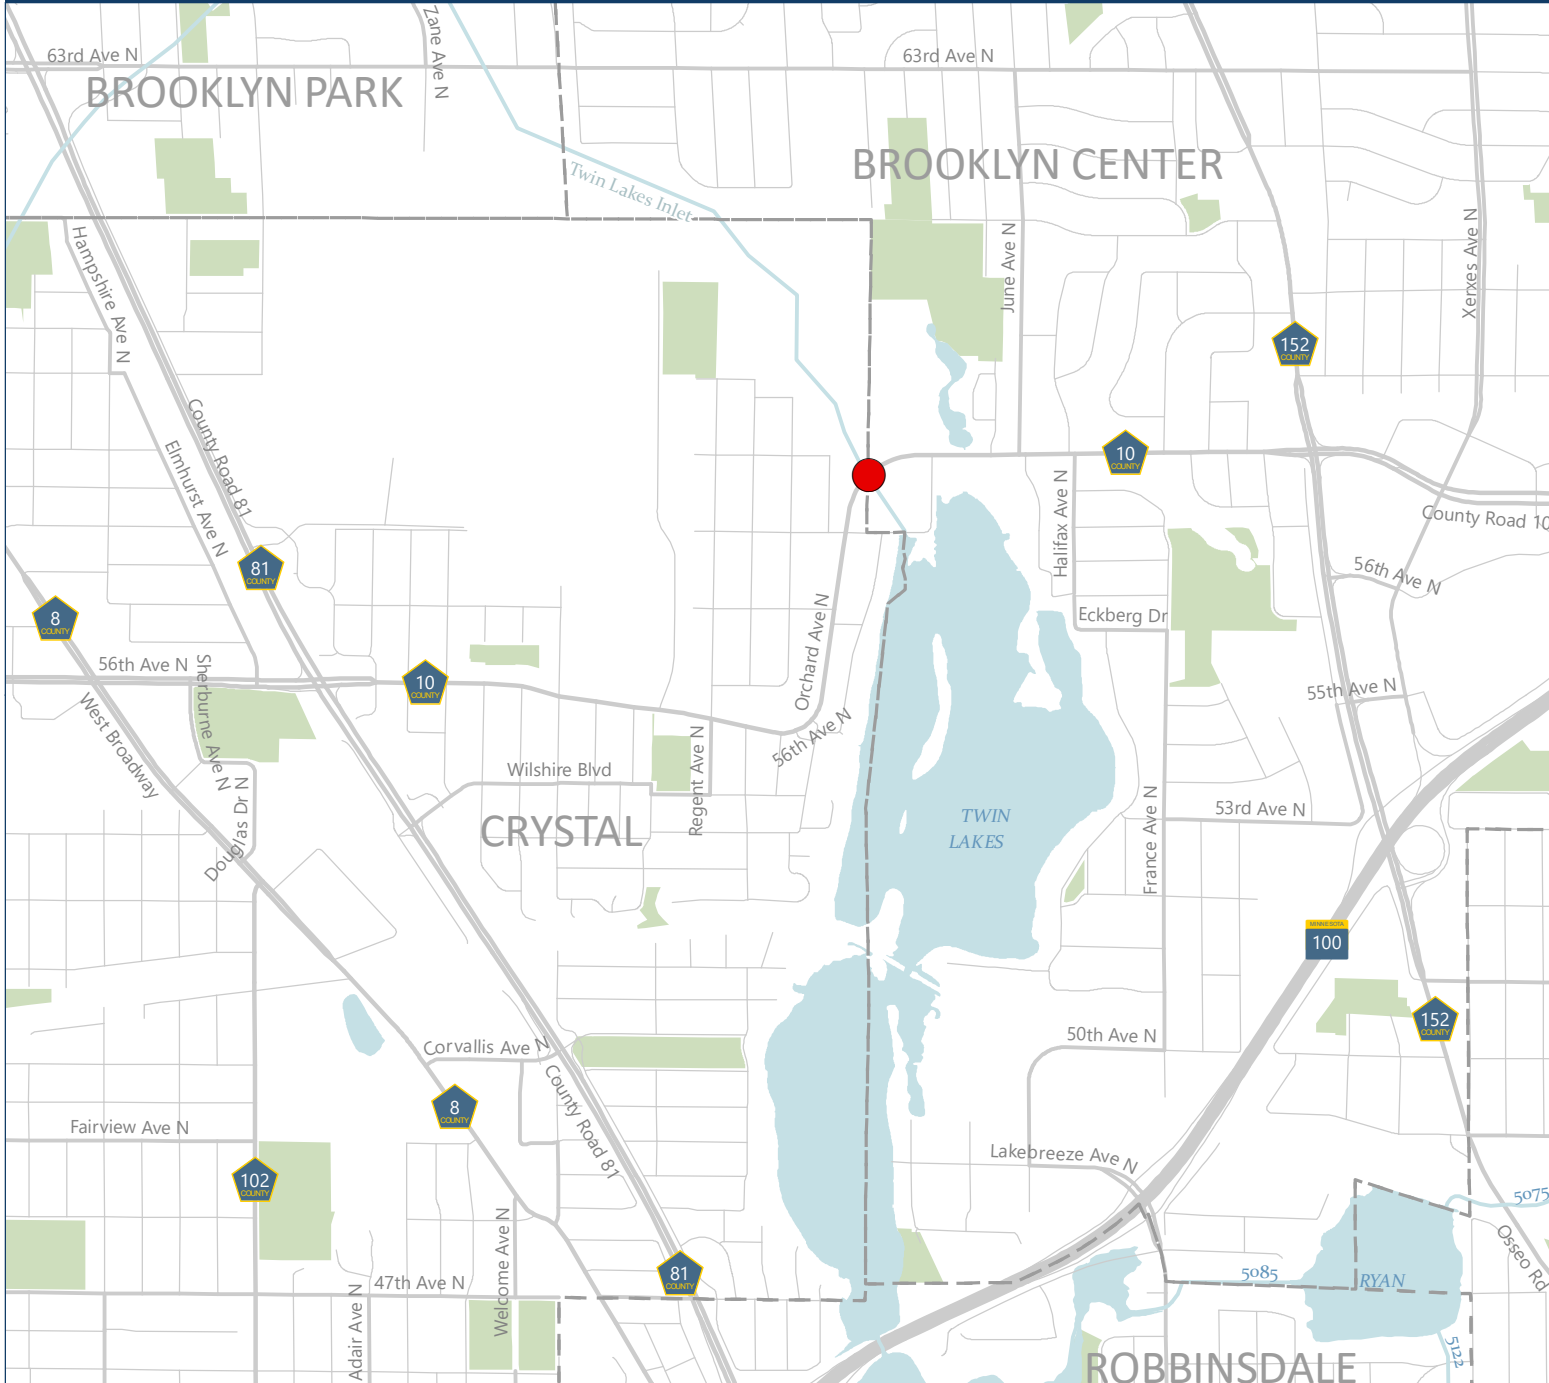 63rd Ave N
Zane Ave N
63rd Ave N
BROOKLYN PARK
BROOKLYN CENTER
Twin Lakes Inlet
Hampshire Ave N
June Ave N
Xerxes Ave N
152
COUNTY
County Road 81
Elmhurst Ave N
10
COUNTY
Halifax Ave N
County Road 10
81
COUNTY
56th Ave N
8
COUNTY
Orchard Ave N
Eckberg Dr
56th Ave N
Sherburne Ave N
10
COUNTY
55th Ave N
West Broadway
56th Ave N
Regent Ave N
Wilshire Blvd
Douglas Dr N
CRYSTAL
TWIN
LAKES
France Ave N
53rd Ave N
MINNESOTA
100
152
COUNTY
50th Ave N
Corvallis Ave N
County Road 81
8
COUNTY
Fairview Ave N
Lakebreeze Ave N
102
COUNTY
5075
Osseo Rd
Welcome Ave N
81
COUNTY
47th Ave N
5085
RYAN
Adair Ave N
5122
ROBBINSDALE